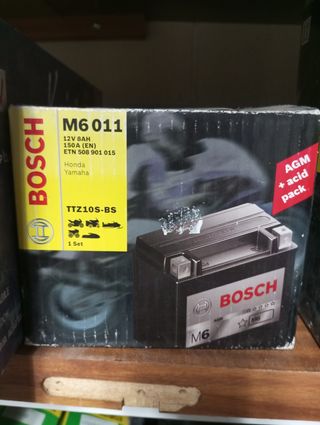 BOSCH
M6 011
12V 8AH
150A (EN)
ETN 508 901 015
Honda
Yamaha
TTZ10S-BS
1 Set
AGM
+ acid
pack
BOSCH
M6